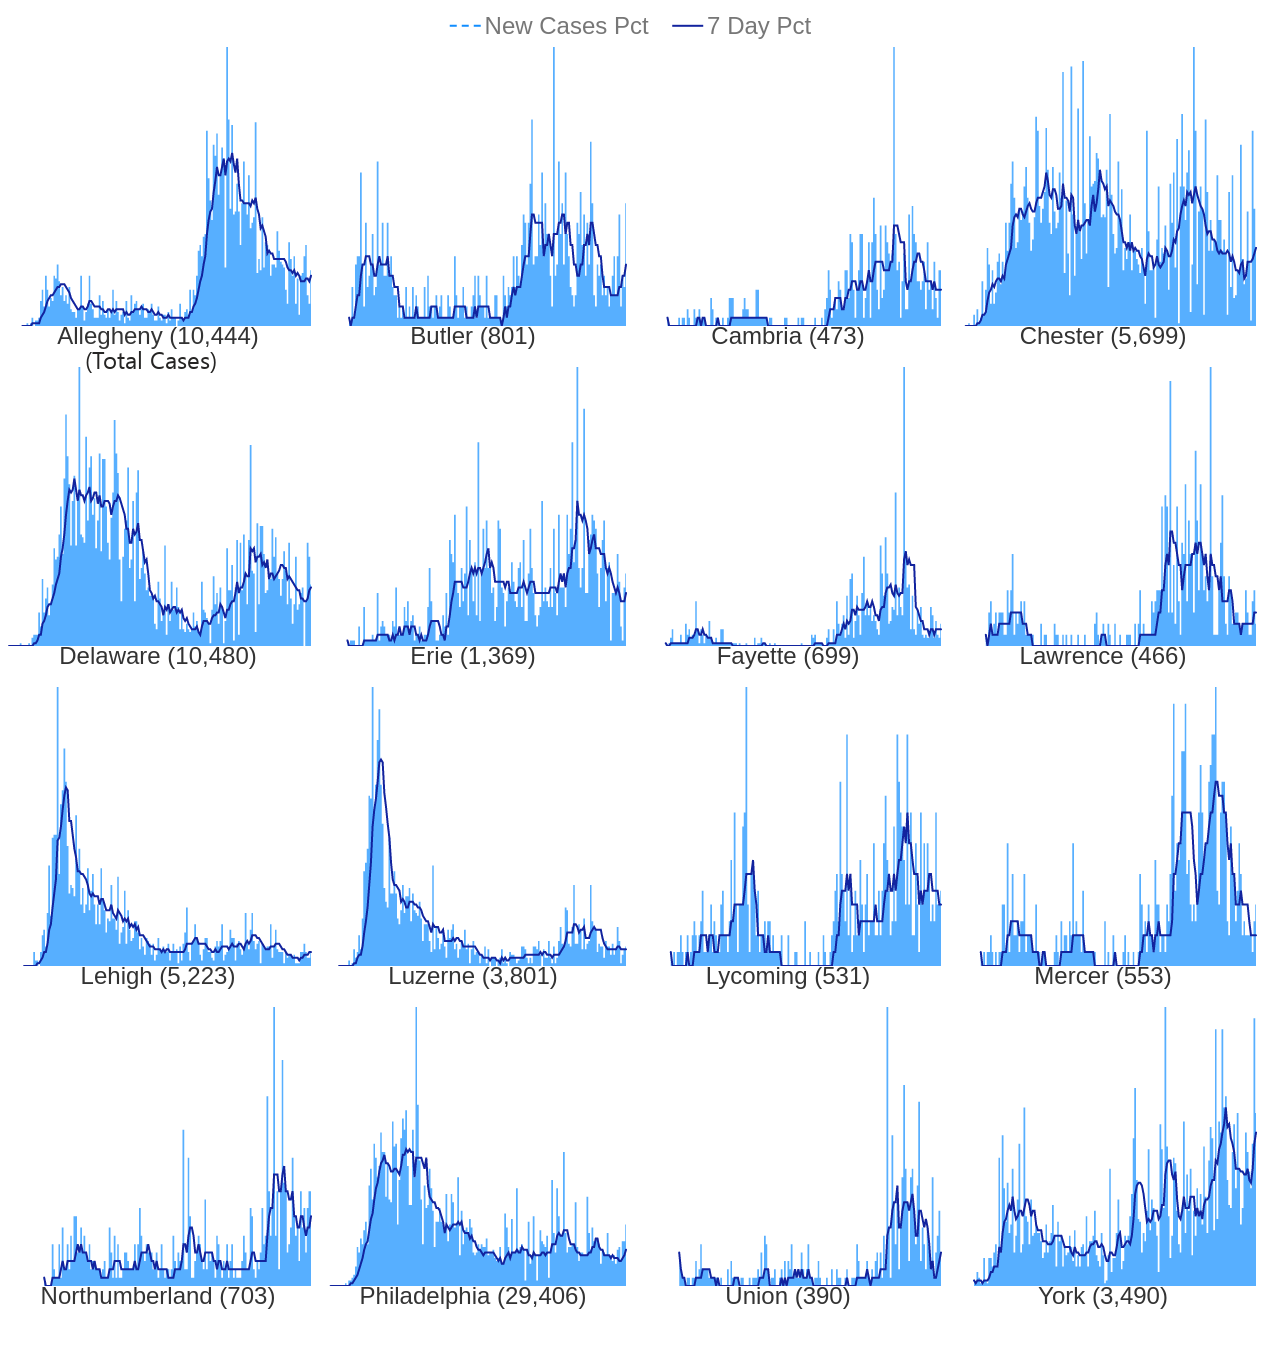 New Cases Pct 7 Day Pct
Allegheny (10,444) Butler (801) Cambria (473) Chester (5,699)
(Total Cases)
Delaware (10,480) Erie (1,369) Fayette (699) Lawrence (466)
Lehigh (5,223) Luzerne (3,801) Lycoming (531) Mercer (553)
Northumberland (703) Philadelphia (29,406) Union (390) York (3,490)